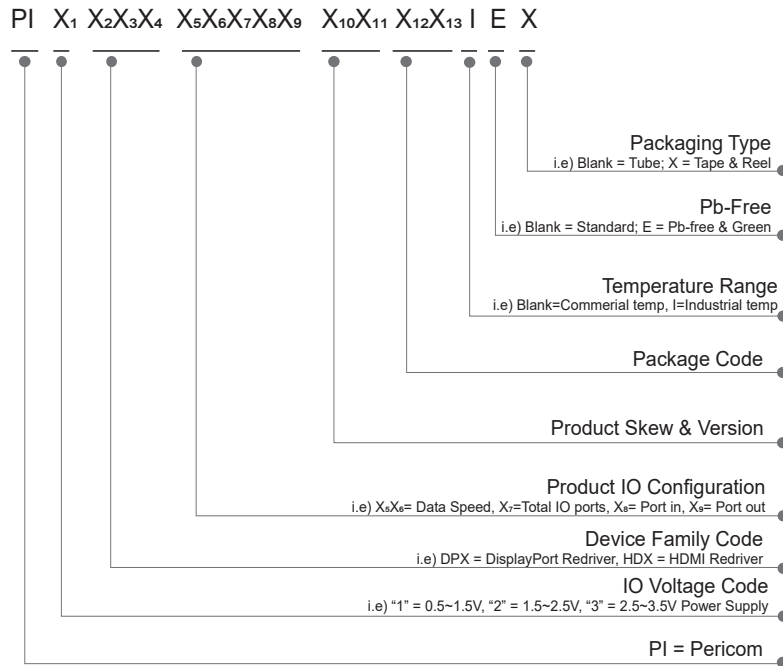 PI X₁ X₂X₃X₄ X₅X₆X₇X₈X₉ X₁₀X₁₁ X₁₂X₁₃ I E X
Packaging Type
i.e) Blank = Tube; X = Tape & Reel
Pb-Free
i.e) Blank = Standard; E = Pb-free & Green
Temperature Range
i.e) Blank=Commerial temp, I=Industrial temp
Package Code
Product Skew & Version
Product IO Configuration
i.e) X₅X₆= Data Speed, X₇=Total IO ports, X₈= Port in, X₉= Port out
Device Family Code
i.e) DPX = DisplayPort Redriver, HDX = HDMI Redriver
IO Voltage Code
i.e) “1” = 0.5~1.5V, “2” = 1.5~2.5V, “3” = 2.5~3.5V Power Supply
PI = Pericom